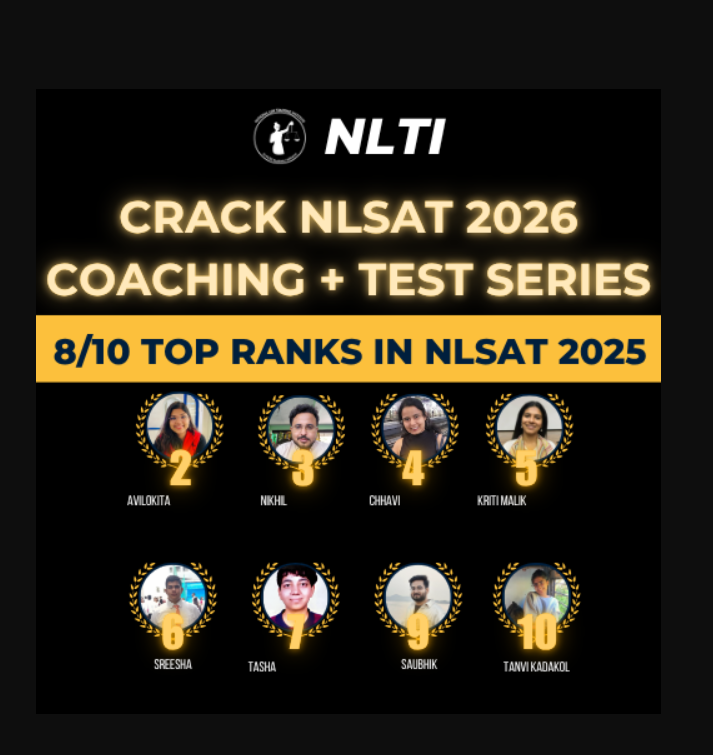 NLTI
CRACK NLSAT 2026
COACHING + TEST SERIES
8/10 TOP RANKS IN NLSAT 2025
2 3 4 5
AVILOKITA NIKHIL CHHAVI KRITI MALIK
6 7 9 10
SREESHA TASHA SAUBHIK TANVI KADAKOL